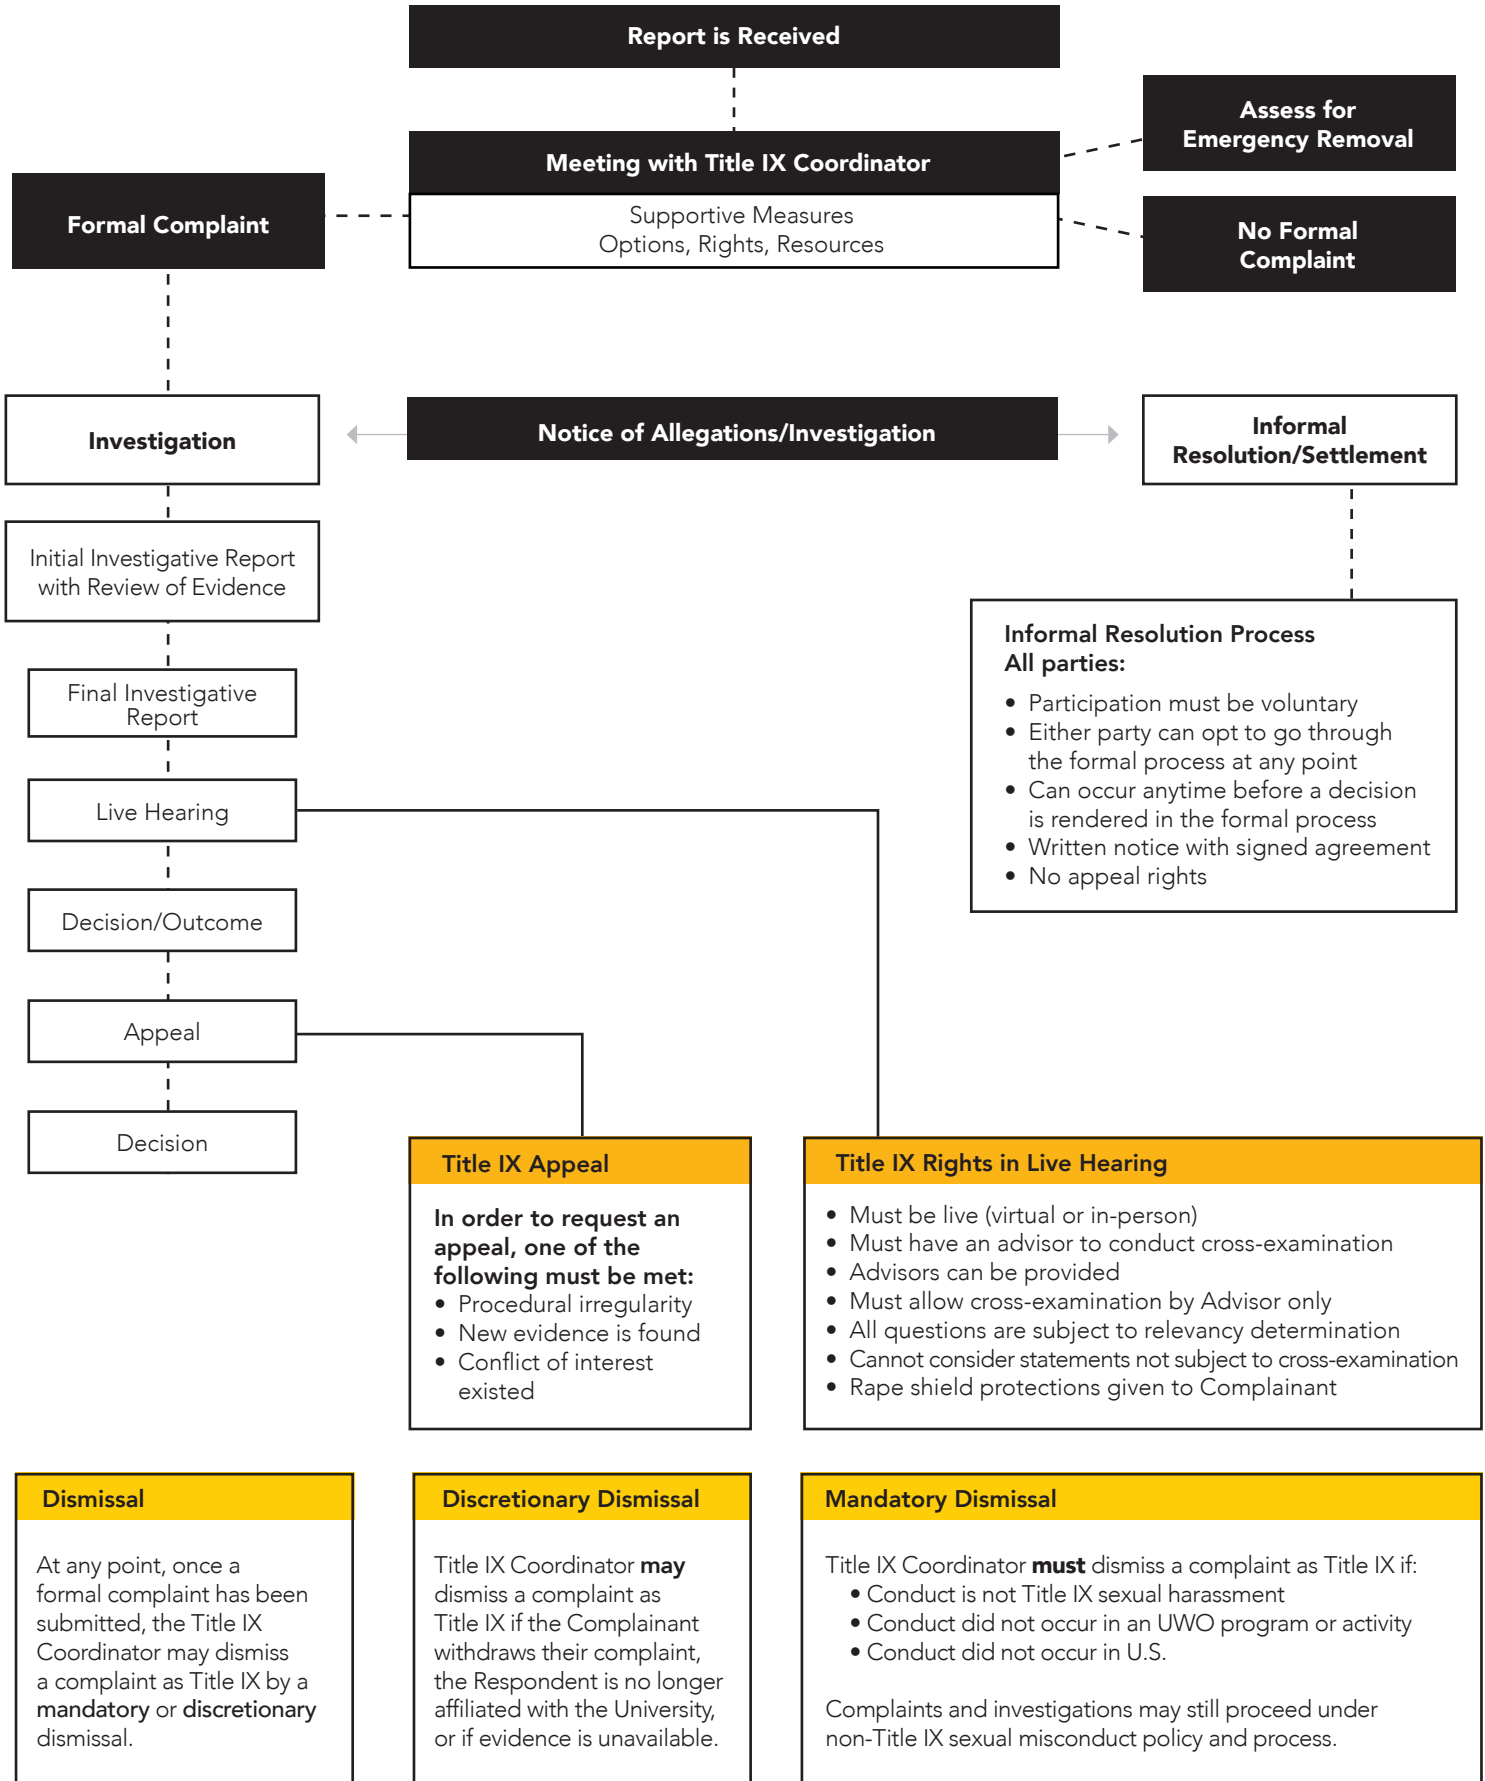 Report is Received
Assess for
Emergency Removal
Meeting with Title IX Coordinator
Supportive Measures
Options, Rights, Resources
Formal Complaint
No Formal
Complaint
Investigation
Notice of Allegations/Investigation
Informal
Resolution/Settlement
Initial Investigative Report
with Review of Evidence
Final Investigative
Report
Live Hearing
Decision/Outcome
Appeal
Decision
Informal Resolution Process
All parties:
• Participation must be voluntary
• Either party can opt to go through
the formal process at any point
• Can occur anytime before a decision
is rendered in the formal process
• Written notice with signed agreement
• No appeal rights
Title IX Appeal
In order to request an
appeal, one of the
following must be met:
• Procedural irregularity
• New evidence is found
• Conflict of interest
existed
Title IX Rights in Live Hearing
• Must be live (virtual or in-person)
• Must have an advisor to conduct cross-examination
• Advisors can be provided
• Must allow cross-examination by Advisor only
• All questions are subject to relevancy determination
• Cannot consider statements not subject to cross-examination
• Rape shield protections given to Complainant
Dismissal
At any point, once a
formal complaint has been
submitted, the Title IX
Coordinator may dismiss
a complaint as Title IX by a
mandatory or discretionary
dismissal.
Discretionary Dismissal
Title IX Coordinator may
dismiss a complaint as
Title IX if the Complainant
withdraws their complaint,
the Respondent is no longer
affiliated with the University,
or if evidence is unavailable.
Mandatory Dismissal
Title IX Coordinator must dismiss a complaint as Title IX if:
• Conduct is not Title IX sexual harassment
• Conduct did not occur in an UWO program or activity
• Conduct did not occur in U.S.
Complaints and investigations may still proceed under
non-Title IX sexual misconduct policy and process.